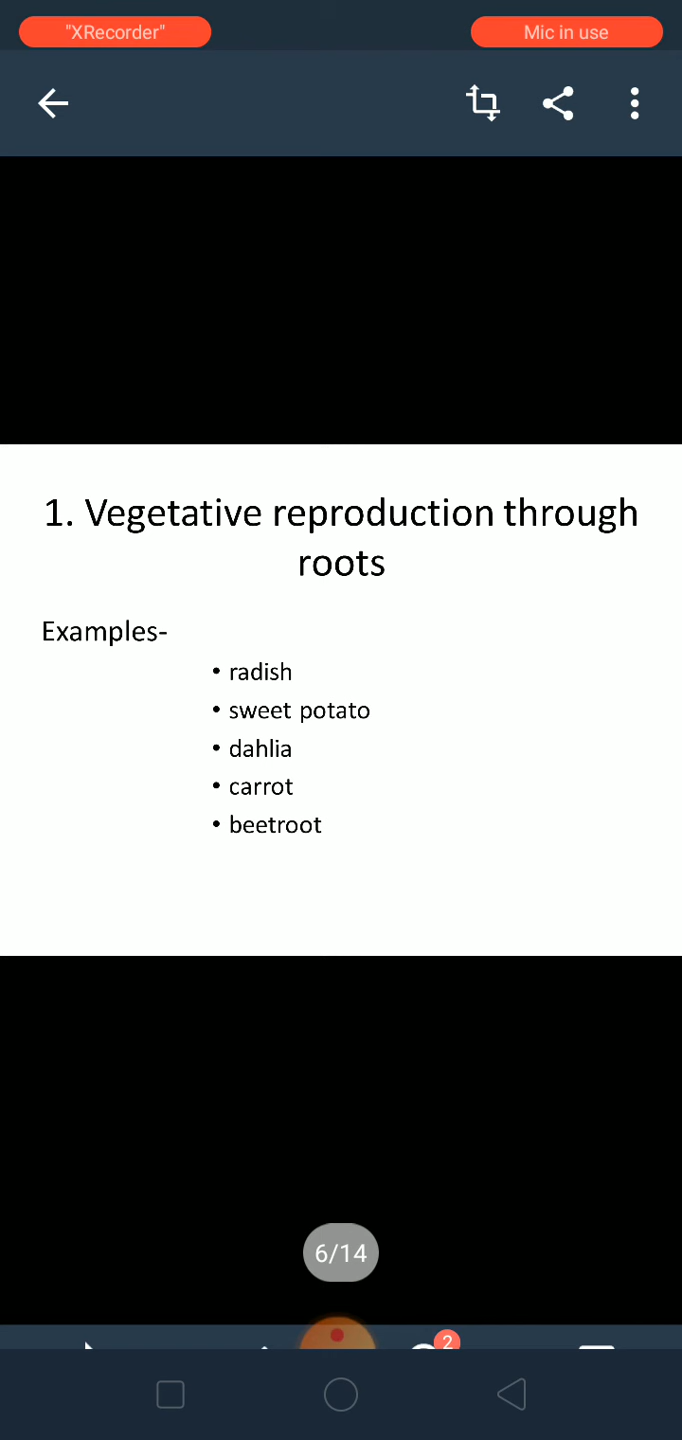 "XRecorder"
Mic in use
1. Vegetative reproduction through
roots
Examples-
• radish
• sweet potato
• dahlia
• carrot
• beetroot
6/14
2